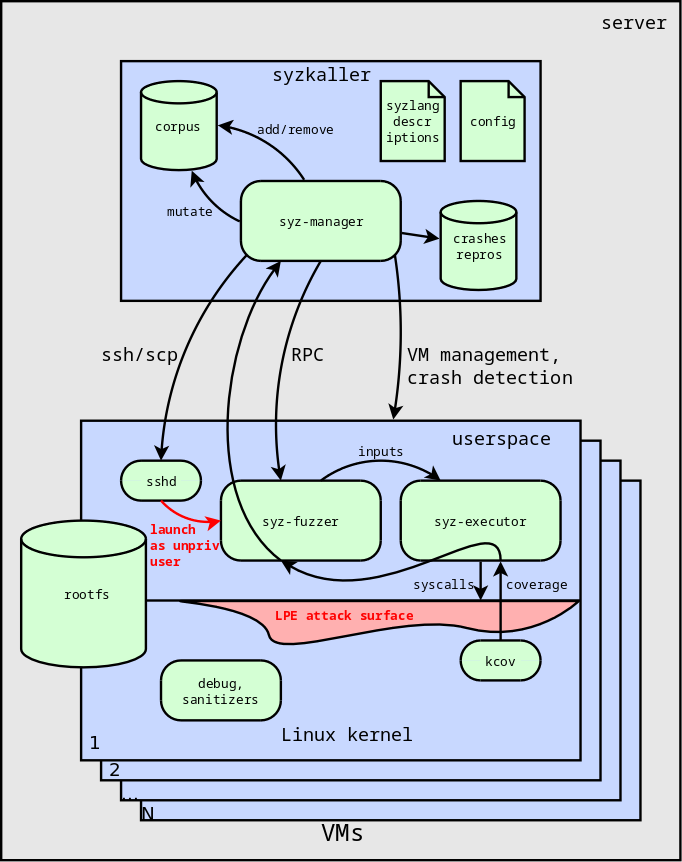 server
syzkaller
corpus
add/remove
syzlang
descr
iptions
config
mutate
syz-manager
crashes
repros
ssh/scp
RPC
VM management,
crash detection
userspace
inputs
sshd
syz-fuzzer
syz-executor
launch
as unpriv
user
rootfs
syscalls
coverage
LPE attack surface
kcov
debug,
sanitizers
Linux kernel
1
2
...
N
VMs